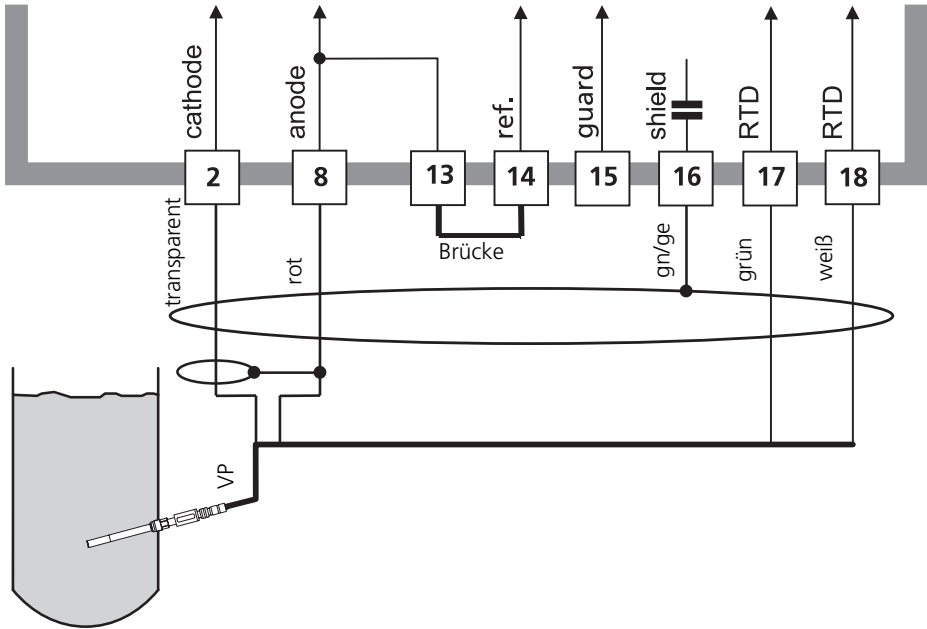 cathode
anode
ref.
guard
shield
RTD
RTD
2
8
13
14
15
16
17
18
transparent
rot
Brücke
gn/ge
grün
weiß
VP